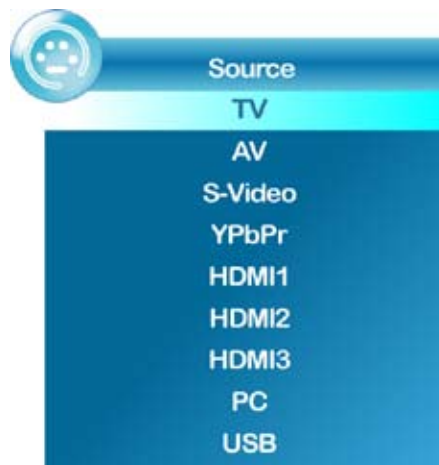 Source
TV
AV
S-Video
YPbPr
HDMI1
HDMI2
HDMI3
PC
USB